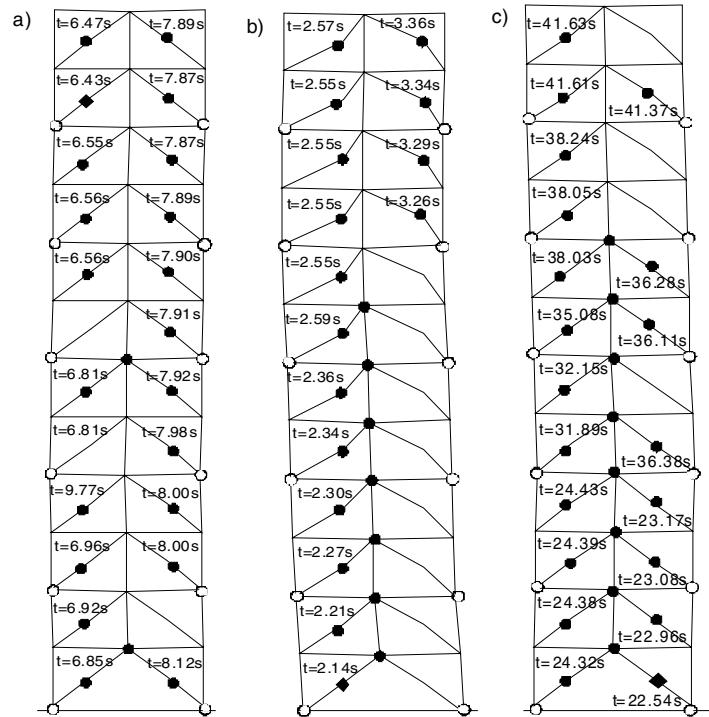 a)
t=6.47s t=7.89s
t=6.43s t=7.87s
t=6.55s t=7.87s
t=6.56s t=7.89s
t=6.56s t=7.90s
t=7.91s
t=6.81s t=7.92s
t=6.81s t=7.98s
t=9.77s t=8.00s
t=6.96s t=8.00s
t=6.92s
t=6.85s t=8.12s
b)
t=2.57s t=3.36s
t=2.55s t=3.34s
t=2.55s t=3.29s
t=2.55s t=3.26s
t=2.55s
t=2.59s
t=2.36s
t=2.34s
t=2.30s
t=2.27s
t=2.21s
t=2.14s
c)
t=41.63s
t=41.61s t=41.37s
t=38.24s
t=38.05s
t=38.03s t=36.28s
t=35.08s t=36.11s
t=32.15s
t=31.89s t=36.38s
t=24.43s t=23.17s
t=24.39s t=23.08s
t=24.38s t=22.96s
t=24.32s t=22.54s